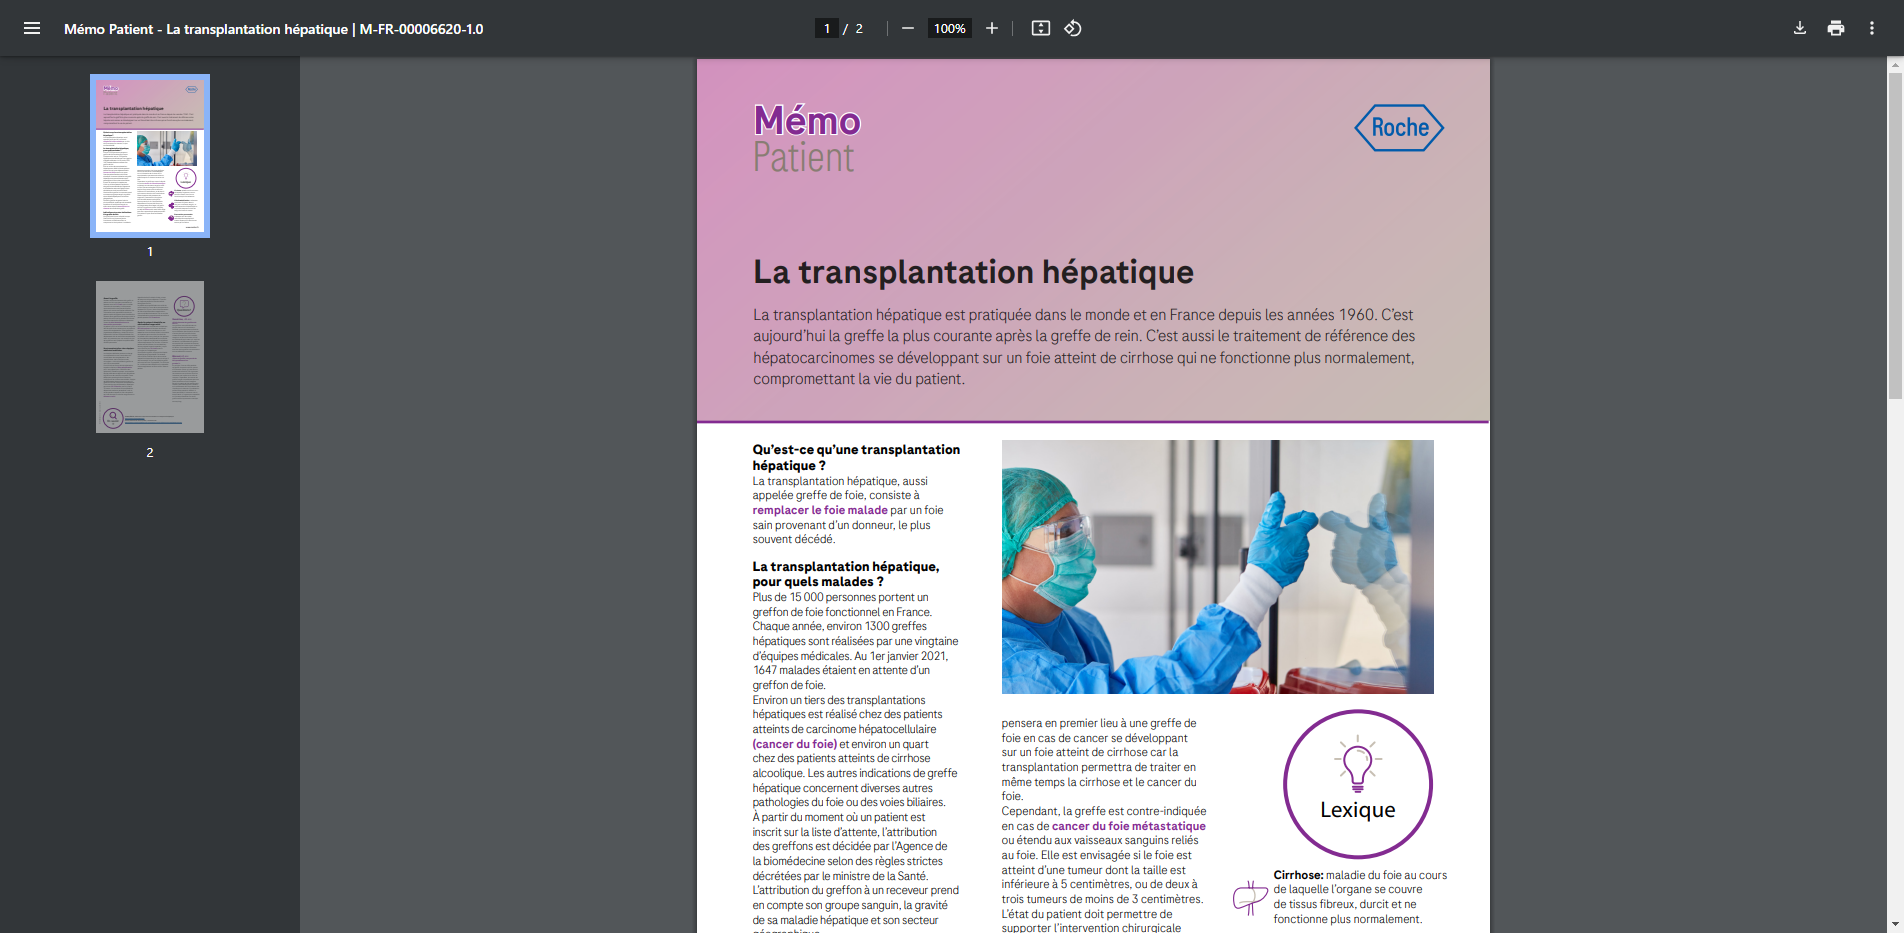 Mémo Patient - La transplantation hépatique | M-FR-00006620-1.0
1 / 2
100%
1
2
Mémo
Patient
Roche
La transplantation hépatique
La transplantation hépatique est pratiquée dans le monde et en France depuis les années 1960. C'est
aujourd'hui la greffe la plus courante après la greffe de rein. C'est aussi le traitement de référence des
hépatocarcinomes se développant sur un foie atteint de cirrhose qui ne fonctionne plus normalement,
compromettant la vie du patient.
Qu'est-ce qu'une transplantation
hépatique ?
La transplantation hépatique, aussi
appelée greffe de foie, consiste à
remplacer le foie malade par un foie
sain provenant d'un donneur, le plus
souvent décédé.
La transplantation hépatique,
pour quels malades ?
Plus de 15 000 personnes portent un
greffon de foie fonctionnel en France.
Chaque année, environ 1300 greffes
hépatiques sont réalisées par une vingtaine
d'équipes médicales. Au 1er janvier 2021,
1647 malades étaient en attente d'un
greffon de foie.
Environ un tiers des transplantations
hépatiques est réalisé chez des patients
atteints de carcinome hépatocellulaire
(cancer du foie) et environ un quart
chez des patients atteints de cirrhose
alcoolique. Les autres indications de greffe
hépatique concernent diverses autres
pathologies du foie ou des voies biliaires.
À partir du moment où un patient est
inscrit sur la liste d'attente, l'attribution
des greffons est décidée par l'Agence de
la biomédecine selon des règles strictes
décrétées par le ministre de la Santé.
L'attribution du greffon à un receveur prend
en compte son groupe sanguin, la gravité
de sa maladie hépatique et son secteur
pensera en premier lieu à une greffe de
foie en cas de cancer se développant
sur un foie atteint de cirrhose car la
transplantation permettra de traiter en
même temps la cirrhose et le cancer du
foie.
Cependant, la greffe est contre-indiquée
en cas de cancer du foie métastatique
ou étendu aux vaisseaux sanguins reliés
au foie. Elle est envisagée si le foie est
atteint d'une tumeur dont la taille est
inférieure à 5 centimètres, ou de deux à
trois tumeurs de moins de 3 centimètres.
L'état du patient doit permettre de
supporter l'intervention chirurgicale
Lexique
Cirrhose: maladie du foie au cours
de laquelle l'organe se couvre
de tissus fibreux, durcit et ne
fonctionne plus normalement.